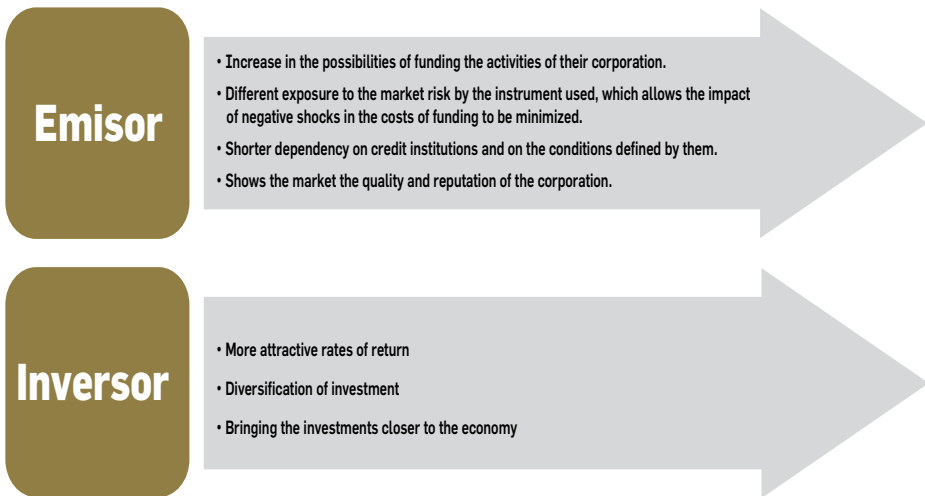 Emisor
• Increase in the possibilities of funding the activities of their corporation.
• Different exposure to the market risk by the instrument used, which allows the impact
of negative shocks in the costs of funding to be minimized.
• Shorter dependency on credit institutions and on the conditions defined by them.
• Shows the market the quality and reputation of the corporation.
Inversor
• More attractive rates of return
• Diversification of investment
• Bringing the investments closer to the economy